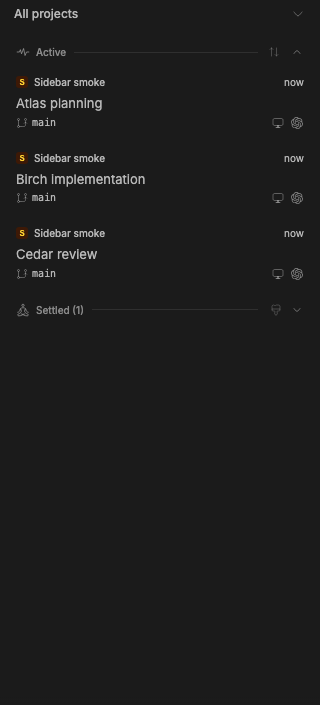 All projects
Active
S Sidebar smoke now
Atlas planning
main
S Sidebar smoke now
Birch implementation
main
S Sidebar smoke now
Cedar review
main
Settled (1)